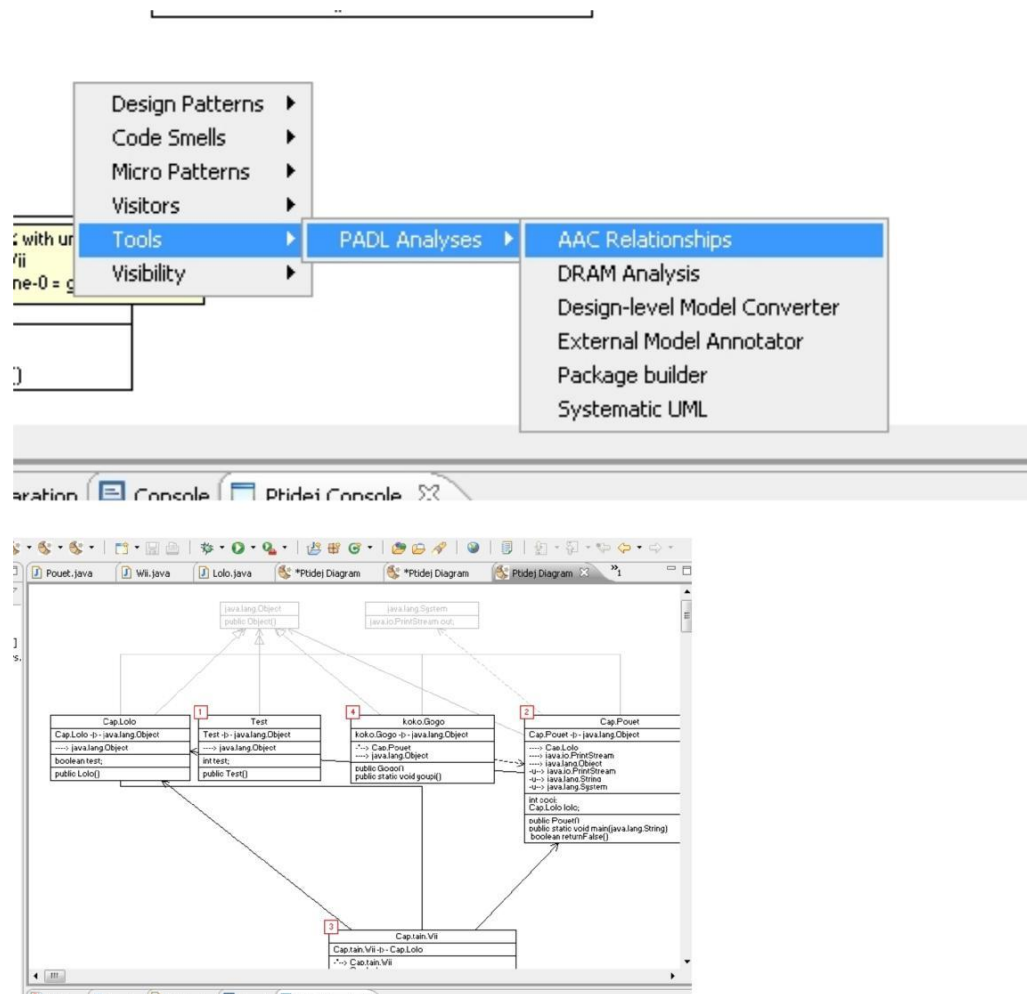 Design Patterns
Code Smells
Micro Patterns
Visitors
with
Tools
PADL Analyses
AAC Relationships
Visibility
DRAM Analysis
Design-level Model Converter
External Model Annotator
Package builder
Systematic UML
Console
Ptidej Console
Pouet.java
Wii.java
Lolo.java
*Ptidej Diagram
*Ptidej Diagram
Ptidej Diagram
»1
java.lang.Object
public Object()
java.lang.System
java.io.PrintStream out;
1
4
2
Cap.Lolo
Cap.Lolo -|>- java.lang.Object
----> java.lang.Object
boolean test;
public Lolo()
Test
Test -|>- java.lang.Object
----> java.lang.Object
int test;
public Test()
koko.Gogo
koko.Gogo -|>- java.lang.Object
-*--> Cap.Pouet
----> java.lang.Object
public Gogo()
public static void youpi()
Cap.Pouet
Cap.Pouet -|>- java.lang.Object
----> Cap.Lolo
----> java.io.PrintStream
----> java.lang.Object
-u--> java.io.PrintStream
-u--> java.lang.String
-u--> java.lang.System
Cap.Lolo lolo;
public Pouet()
public static void main(java.lang.String)
boolean returnFalse()
3
Cap.tain.Wii
Cap.tain.Wii -|>- Cap.Lolo
-*--> Cap.tain.Wii